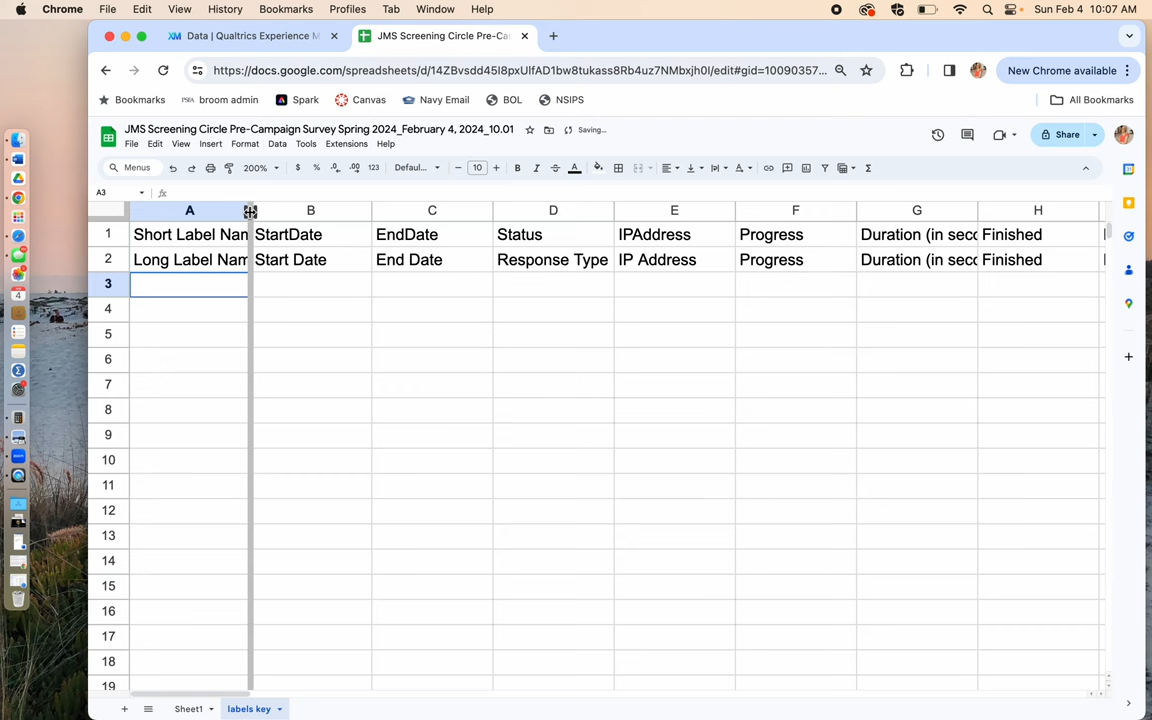 Chrome File Edit View History Bookmarks Profiles Tab Window Help Sun Feb 4 10:07 AM
XM Data | Qualtrics Experience M JMS Screening Circle Pre-Ca
https://docs.google.com/spreadsheets/d/14ZBvsdd45I8pxUlfAD1bw8tukass8Rb4uz7NMbxjh0I/edit#gid=10090357... New Chrome available
Bookmarks broom admin Spark Canvas Navy Email BOL NSIPS All Bookmarks
JMS Screening Circle Pre-Campaign Survey Spring 2024_February 4, 2024_10.01 Saving...
File Edit View Insert Format Data Tools Extensions Help Share
Menus 200% $ % .0 .00 123 Defaul... 10 B I S A
A3 fx
A B C D E F G H
1 Short Label Nam StartDate EndDate Status IPAddress Progress Duration (in secc Finished
2 Long Label Nam Start Date End Date Response Type IP Address Progress Duration (in secc Finished
3
4
5
6
7
8
9
10
11
12
13
14
15
16
17
18
19
Sheet1 labels key